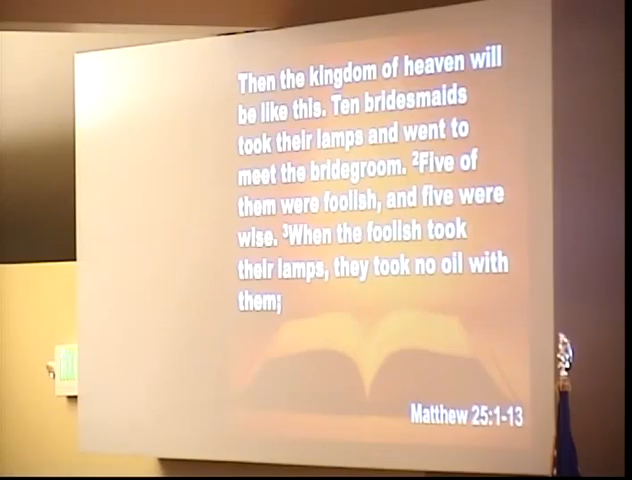 Then the kingdom of heaven will
be like this. Ten bridesmaids
took their lamps and went to
meet the bridegroom. ²Five of
them were foolish, and five were
wise. ³When the foolish took
their lamps, they took no oil with
them;
Matthew 25:1-13